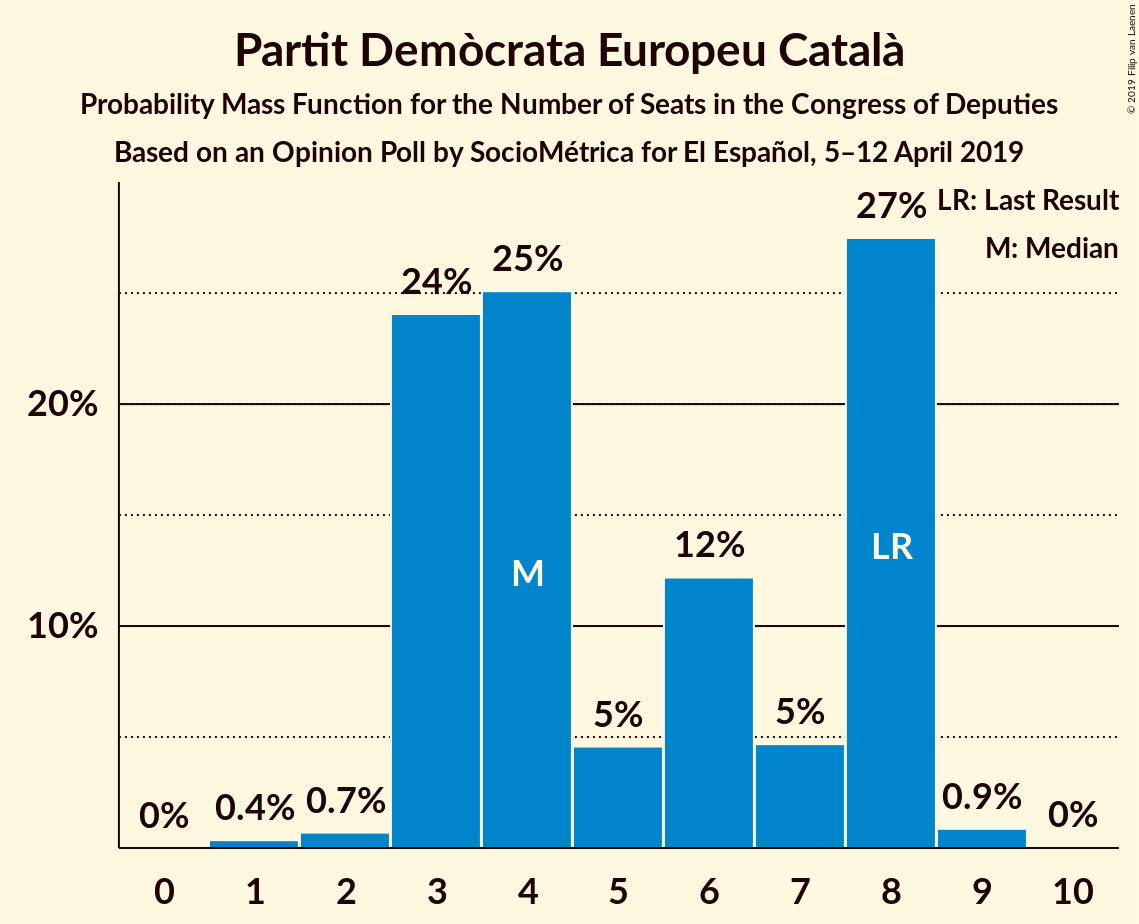 Partit Demòcrata Europeu Català
Probability Mass Function for the Number of Seats in the Congress of Deputies
Based on an Opinion Poll by SocioMétrica for El Español, 5–12 April 2019
© 2019 Filip van Laenen
LR: Last Result
M: Median
27%
25%
24%
20%
12%
LR
M
10%
5%
5%
0.9%
0.7%
0.4%
0%
0%
0 1 2 3 4 5 6 7 8 9 10